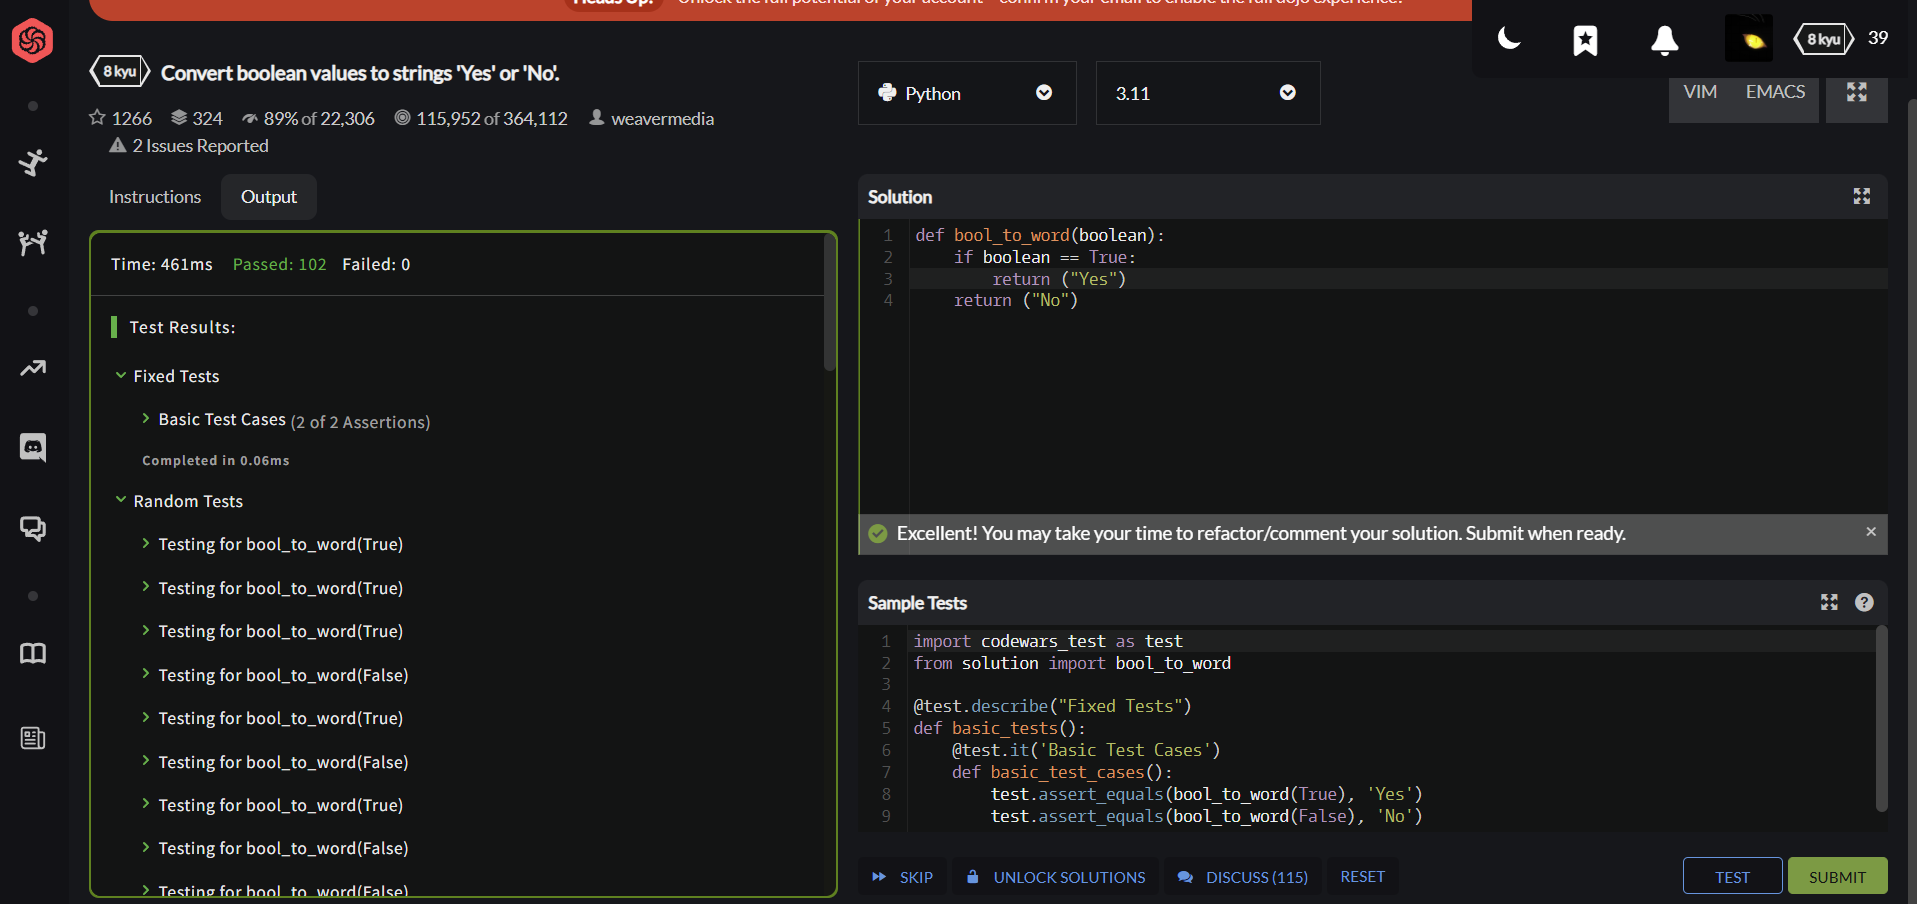 Heads Up! Unlock the full potential of your account - confirm your email to enable the full dojo experience!
8 kyu 39
8 kyu Convert boolean values to strings 'Yes' or 'No'.
1266 324 89% of 22,306 115,952 of 364,112 weavermedia
2 Issues Reported
Python 3.11
VIM EMACS
Instructions Output
Time: 461ms Passed: 102 Failed: 0
Test Results:
Fixed Tests
Basic Test Cases (2 of 2 Assertions)
Completed in 0.06ms
Random Tests
Testing for bool_to_word(True)
Testing for bool_to_word(True)
Testing for bool_to_word(True)
Testing for bool_to_word(False)
Testing for bool_to_word(True)
Testing for bool_to_word(False)
Testing for bool_to_word(True)
Testing for bool_to_word(False)
Testing for bool_to_word(False)
Solution
1 def bool_to_word(boolean):
2     if boolean == True:
3         return ("Yes")
4     return ("No")
Excellent! You may take your time to refactor/comment your solution. Submit when ready. ×
Sample Tests ?
1 import codewars_test as test
2 from solution import bool_to_word
3
4 @test.describe("Fixed Tests")
5 def basic_tests():
6     @test.it('Basic Test Cases')
7     def basic_test_cases():
8         test.assert_equals(bool_to_word(True), 'Yes')
9         test.assert_equals(bool_to_word(False), 'No')
SKIP UNLOCK SOLUTIONS DISCUSS (115) RESET TEST SUBMIT